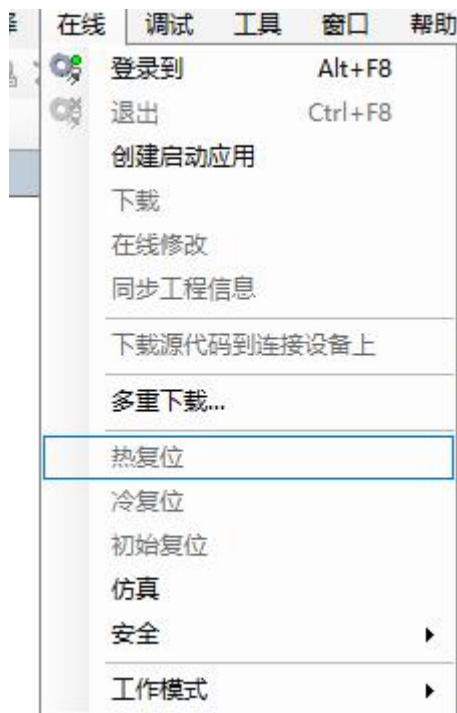 在线 调试 工具 窗口 帮助
登录到 Alt+F8
退出 Ctrl+F8
创建启动应用
下载
在线修改
同步工程信息
下载源代码到连接设备上
多重下载...
热复位
冷复位
初始复位
仿真
安全
工作模式